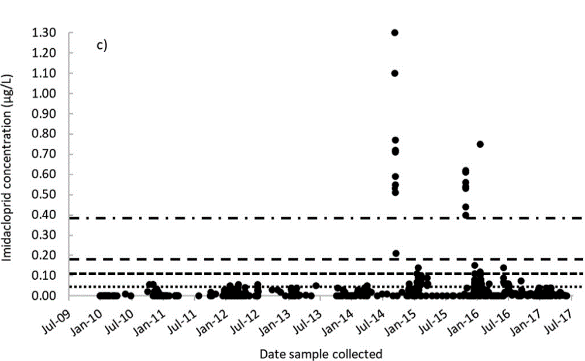 c)
Imidacloprid concentration (µg/L)
1.30
1.20
1.10
1.00
0.90
0.80
0.70
0.60
0.50
0.40
0.30
0.20
0.10
0.00
Jul-09
Jan-10
Jul-10
Jan-11
Jul-11
Jan-12
Jul-12
Jan-13
Jul-13
Jan-14
Jul-14
Jan-15
Jul-15
Jan-16
Jul-16
Jan-17
Jul-17
Date sample collected